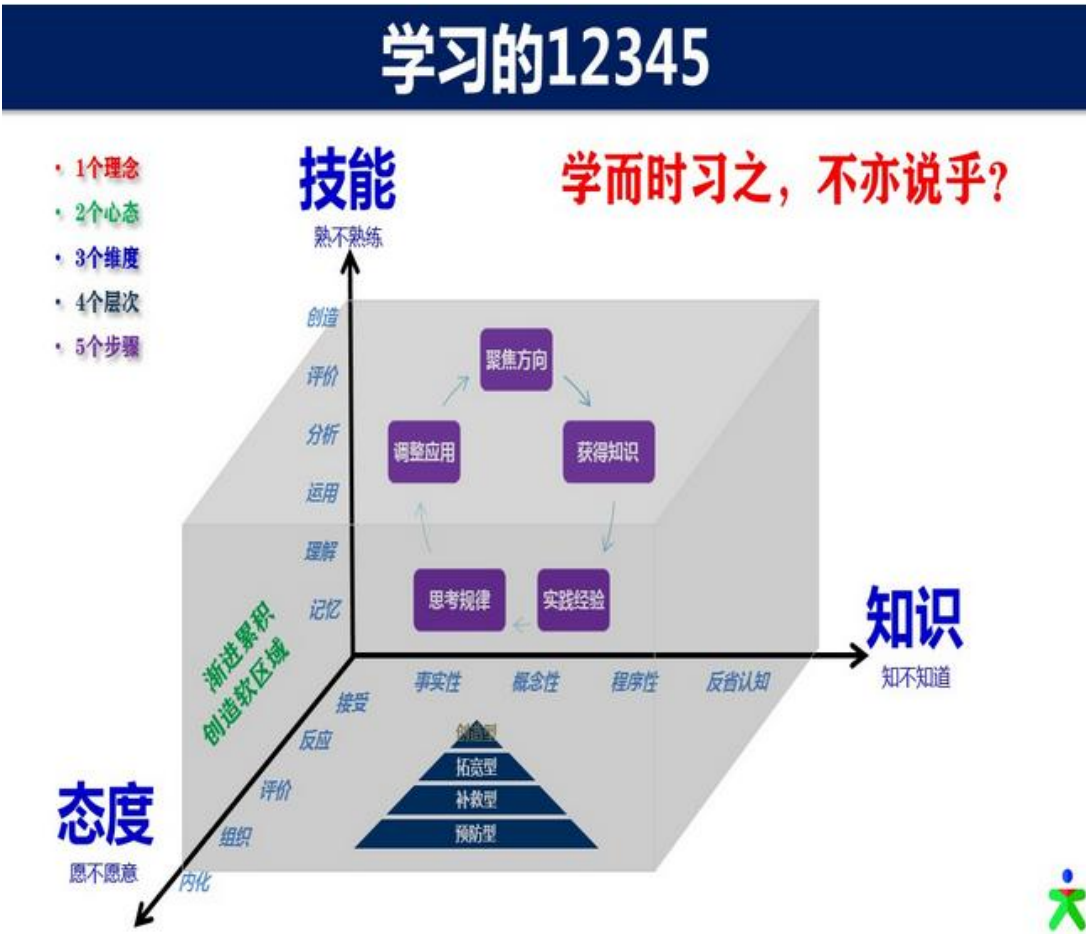 学习的12345
• 1个理念
• 2个心态
• 3个维度
• 4个层次
• 5个步骤
技能
熟不熟练
学而时习之，不亦说乎?
创造
评价
分析
运用
理解
记忆
聚焦方向
获得知识
实践经验
思考规律
调整应用
知识
知不知道
事实性
概念性
程序性
反省认知
渐进累积
创造软区域
接受
反应
评价
组织
内化
态度
愿不愿意
创造型
拓宽型
补救型
预防型